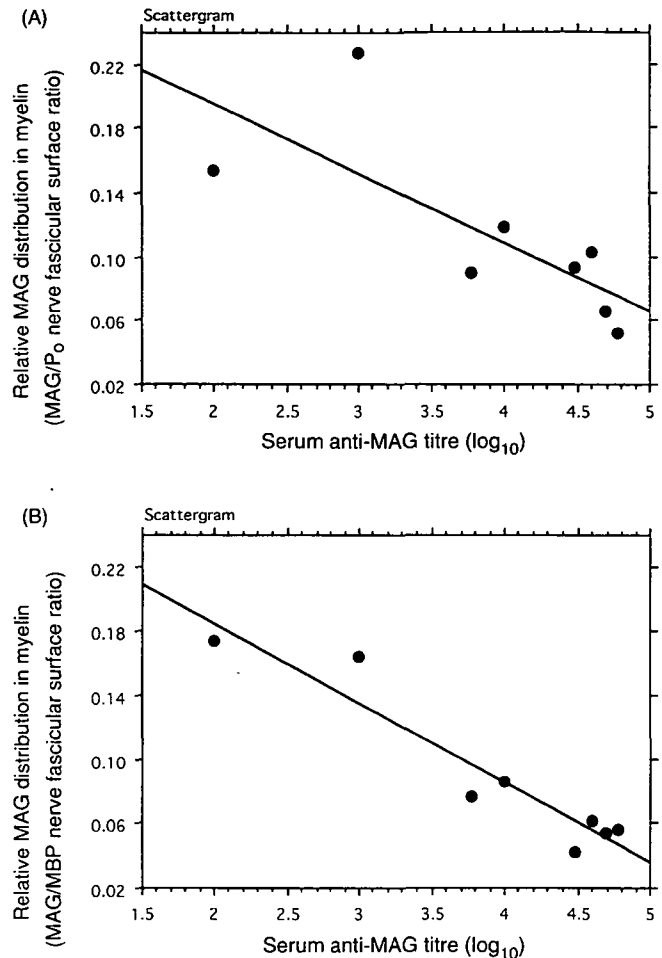 (A)
Scattergram
Relative MAG distribution in myelin
(MAG/P₀ nerve fascicular surface ratio)
0.22
0.18
0.14
0.10
0.06
0.02
1.5 2 2.5 3 3.5 4 4.5 5
Serum anti-MAG titre (log₁₀)
(B)
Scattergram
Relative MAG distribution in myelin
(MAG/MBP nerve fascicular surface ratio)
0.22
0.18
0.14
0.10
0.06
0.02
1.5 2 2.5 3 3.5 4 4.5 5
Serum anti-MAG titre (log₁₀)